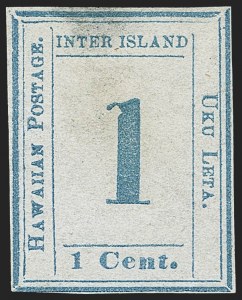 INTER ISLAND
HAWAIIAN POSTAGE.
1
UKU LETA.
1 Cent.